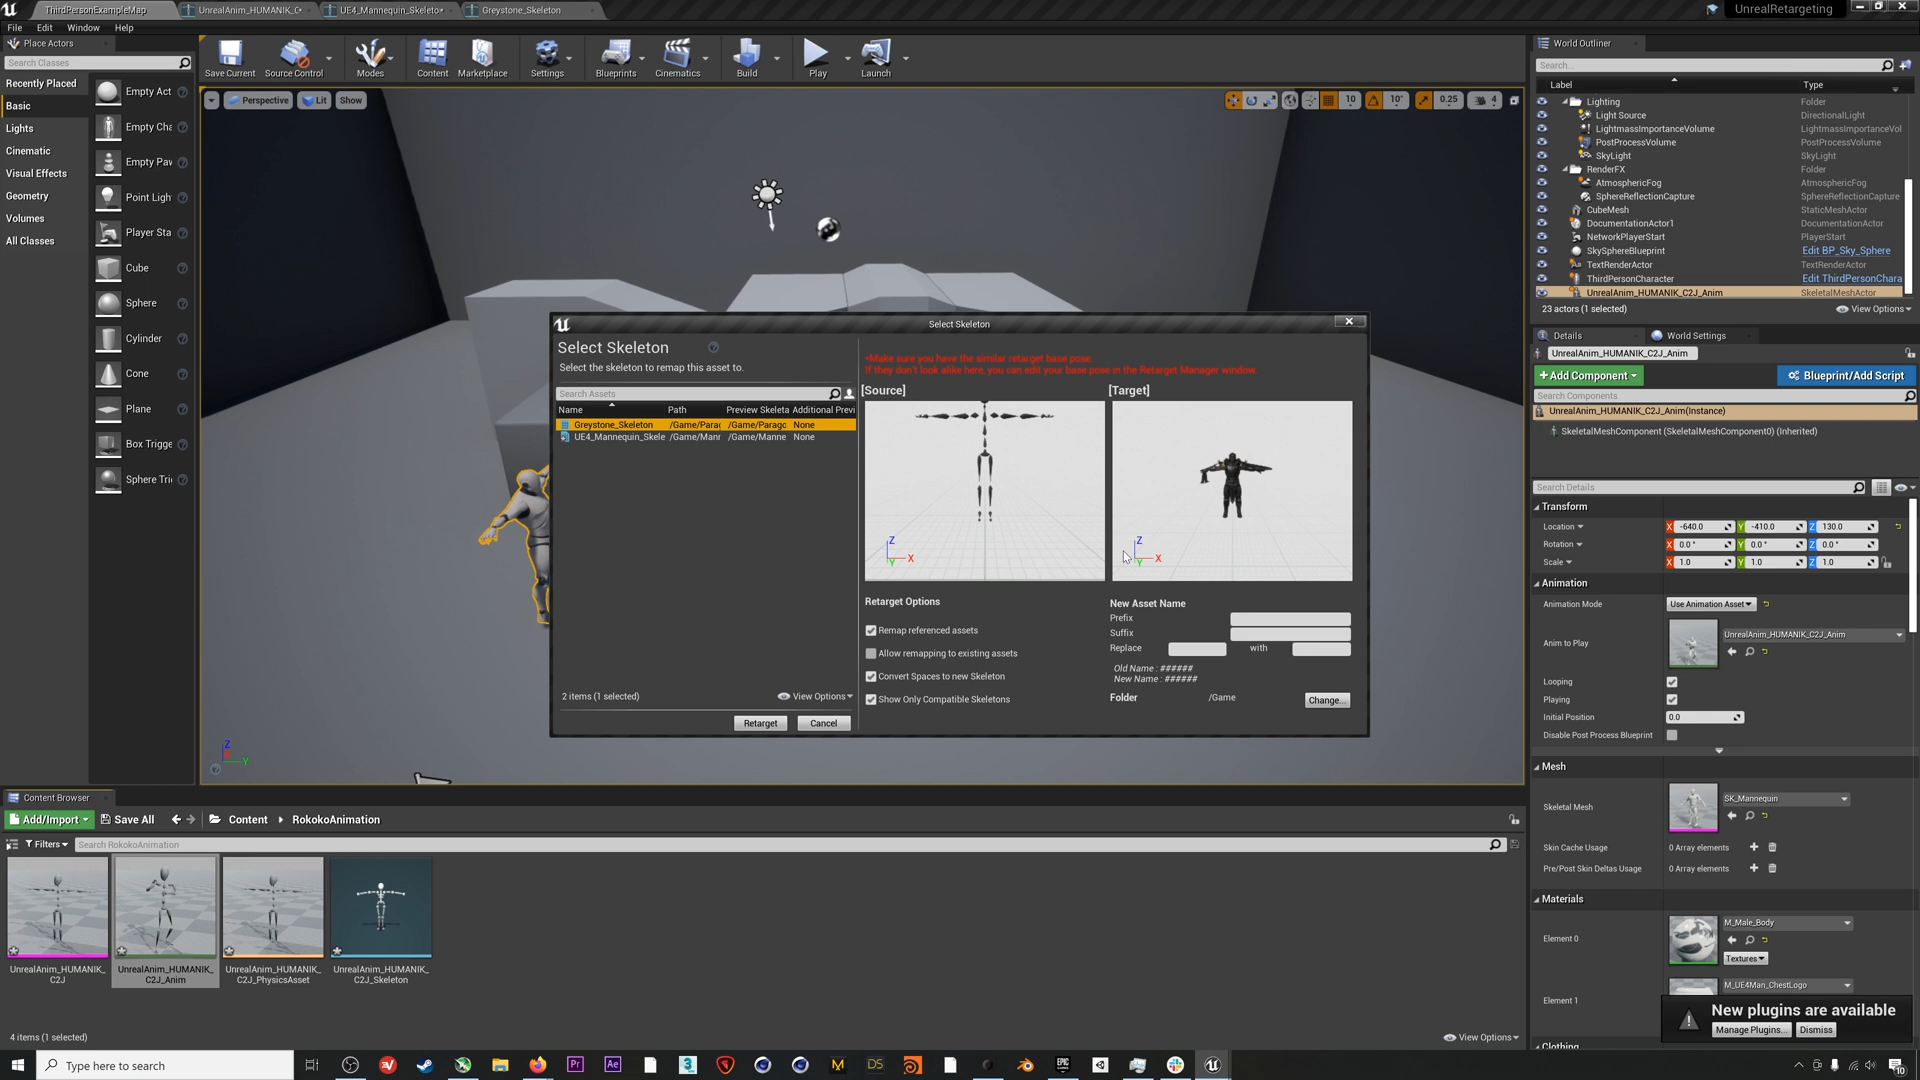 ThirdPersonExampleMap
UnrealAnim_HUMANIK_C•
UE4_Mannequin_Skeleto•
Greystone_Skeleton
UnrealRetargeting
File Edit Window Help
Place Actors
Search Classes
Recently Placed
Basic
Lights
Cinematic
Visual Effects
Geometry
Volumes
All Classes
Empty Act
Empty Cha
Empty Paw
Point Ligh
Player Sta
Cube
Sphere
Cylinder
Cone
Plane
Box Trigge
Sphere Tri
Save Current
Source Control
Modes
Content
Marketplace
Settings
Blueprints
Cinematics
Build
Play
Launch
Perspective Lit Show
10 10° 0.25 4
Select Skeleton
Select Skeleton
Select the skeleton to remap this asset to.
Search Assets
Name Path Preview Skeleta Additional Previ
Greystone_Skeleton /Game/Parag /Game/Parago None
UE4_Mannequin_Skele /Game/Mann /Game/Manne None
2 items (1 selected)
View Options
Retarget Cancel
*Make sure you have the similar retarget base pose.
If they don't look alike here, you can edit your base pose in the Retarget Manager window.
[Source] [Target]
Z X Y
Z X Y
Retarget Options
Remap referenced assets
Allow remapping to existing assets
Convert Spaces to new Skeleton
Show Only Compatible Skeletons
New Asset Name
Prefix
Suffix
Replace with
Old Name : ######
New Name : ######
Folder /Game Change...
Z Y
World Outliner
Search...
Label Type
Lighting Folder
Light Source DirectionalLight
LightmassImportanceVolume LightmassImportanceVol
PostProcessVolume PostProcessVolume
SkyLight SkyLight
RenderFX Folder
AtmosphericFog AtmosphericFog
SphereReflectionCapture SphereReflectionCapture
CubeMesh StaticMeshActor
DocumentationActor1 DocumentationActor
NetworkPlayerStart PlayerStart
SkySphereBlueprint Edit BP_Sky_Sphere
TextRenderActor TextRenderActor
ThirdPersonCharacter Edit ThirdPersonChara
UnrealAnim_HUMANIK_C2J_Anim SkeletalMeshActor
23 actors (1 selected)
View Options
Details World Settings
UnrealAnim_HUMANIK_C2J_Anim
+Add Component
Blueprint/Add Script
Search Components
UnrealAnim_HUMANIK_C2J_Anim(Instance)
SkeletalMeshComponent (SkeletalMeshComponent0) (Inherited)
Search Details
Transform
Location X -640.0 Y -410.0 Z 130.0
Rotation X 0.0 ° Y 0.0 ° Z 0.0 °
Scale X 1.0 Y 1.0 Z 1.0
Animation
Animation Mode Use Animation Asset
Anim to Play UnrealAnim_HUMANIK_C2J_Anim
Looping
Playing
Initial Position 0.0
Disable Post Process Blueprint
Mesh
Skeletal Mesh SK_Mannequin
Skin Cache Usage 0 Array elements
Pre/Post Skin Deltas Usage 0 Array elements
Materials
Element 0 M_Male_Body
Textures
Element 1 M_UE4Man_ChestLogo
Clothing
New plugins are available
Manage Plugins... Dismiss
Content Browser
Add/Import Save All Content RokokoAnimation
Filters Search RokokoAnimation
UnrealAnim_HUMANIK_
C2J
UnrealAnim_HUMANIK_
C2J_Anim
UnrealAnim_HUMANIK_
C2J_PhysicsAsset
UnrealAnim_HUMANIK_
C2J_Skeleton
4 items (1 selected)
View Options
Type here to search
Pr Ae 3 M DS
EPIC GAMES
10